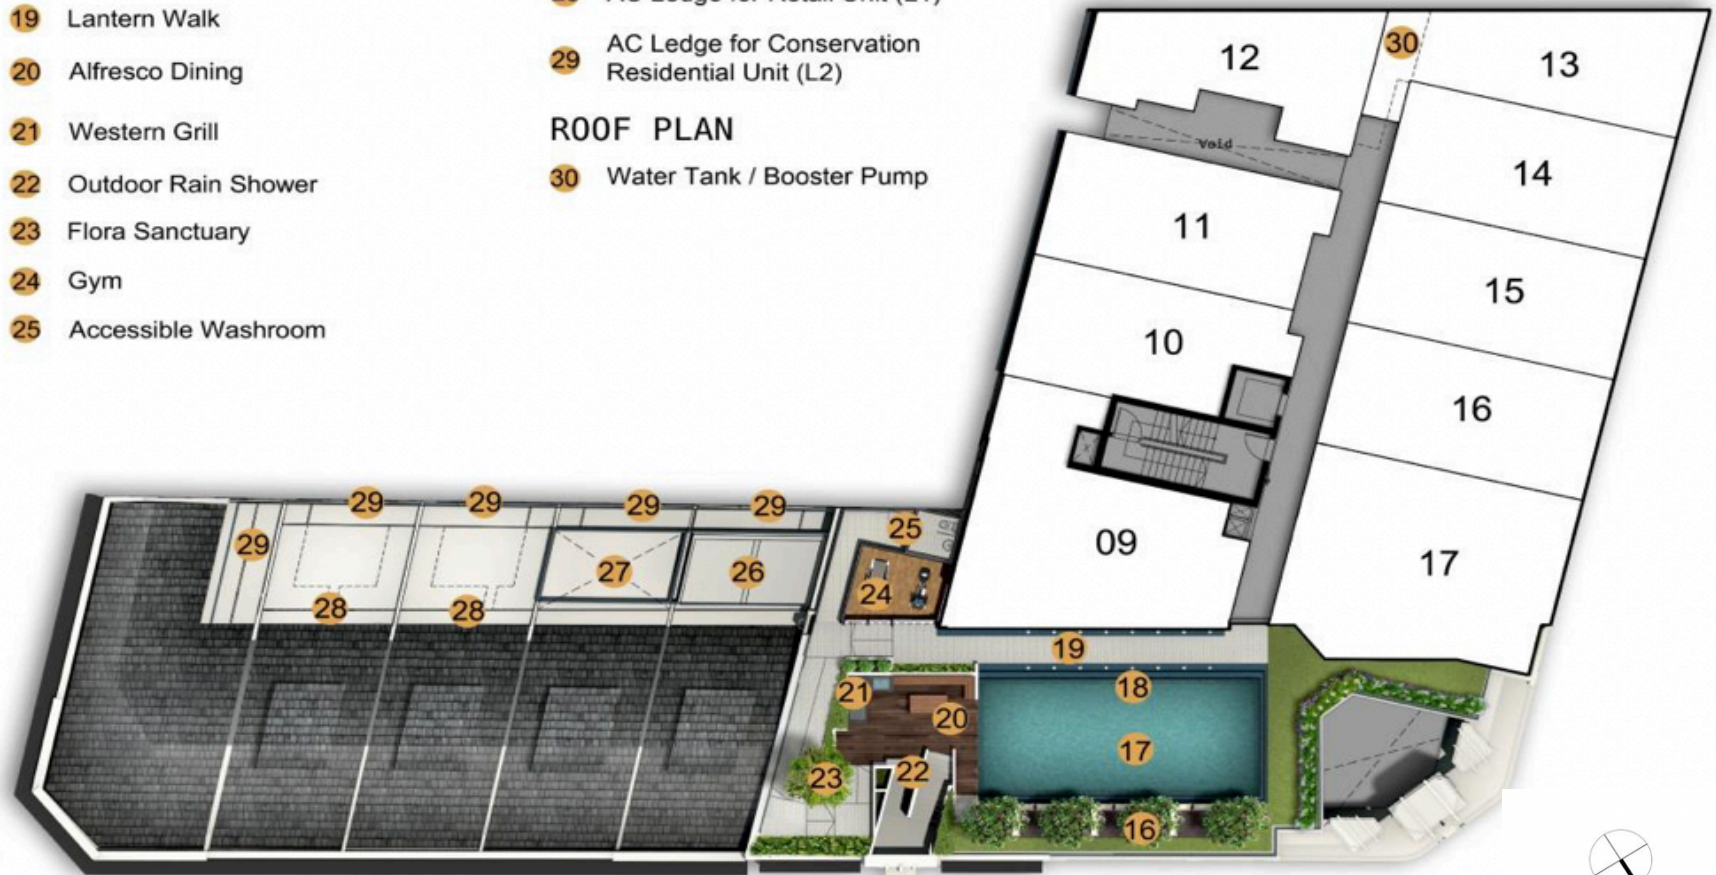 19 Lantern Walk
20 Alfresco Dining
21 Western Grill
22 Outdoor Rain Shower
23 Flora Sanctuary
24 Gym
25 Accessible Washroom
29 AC Ledge for Conservation
Residential Unit (L2)
ROOF PLAN
30 Water Tank / Booster Pump
12
30
13
Void
14
11
15
10
16
09
17
29
29
29
29
29
25
27
26
24
28
28
19
21
18
20
17
23
22
16